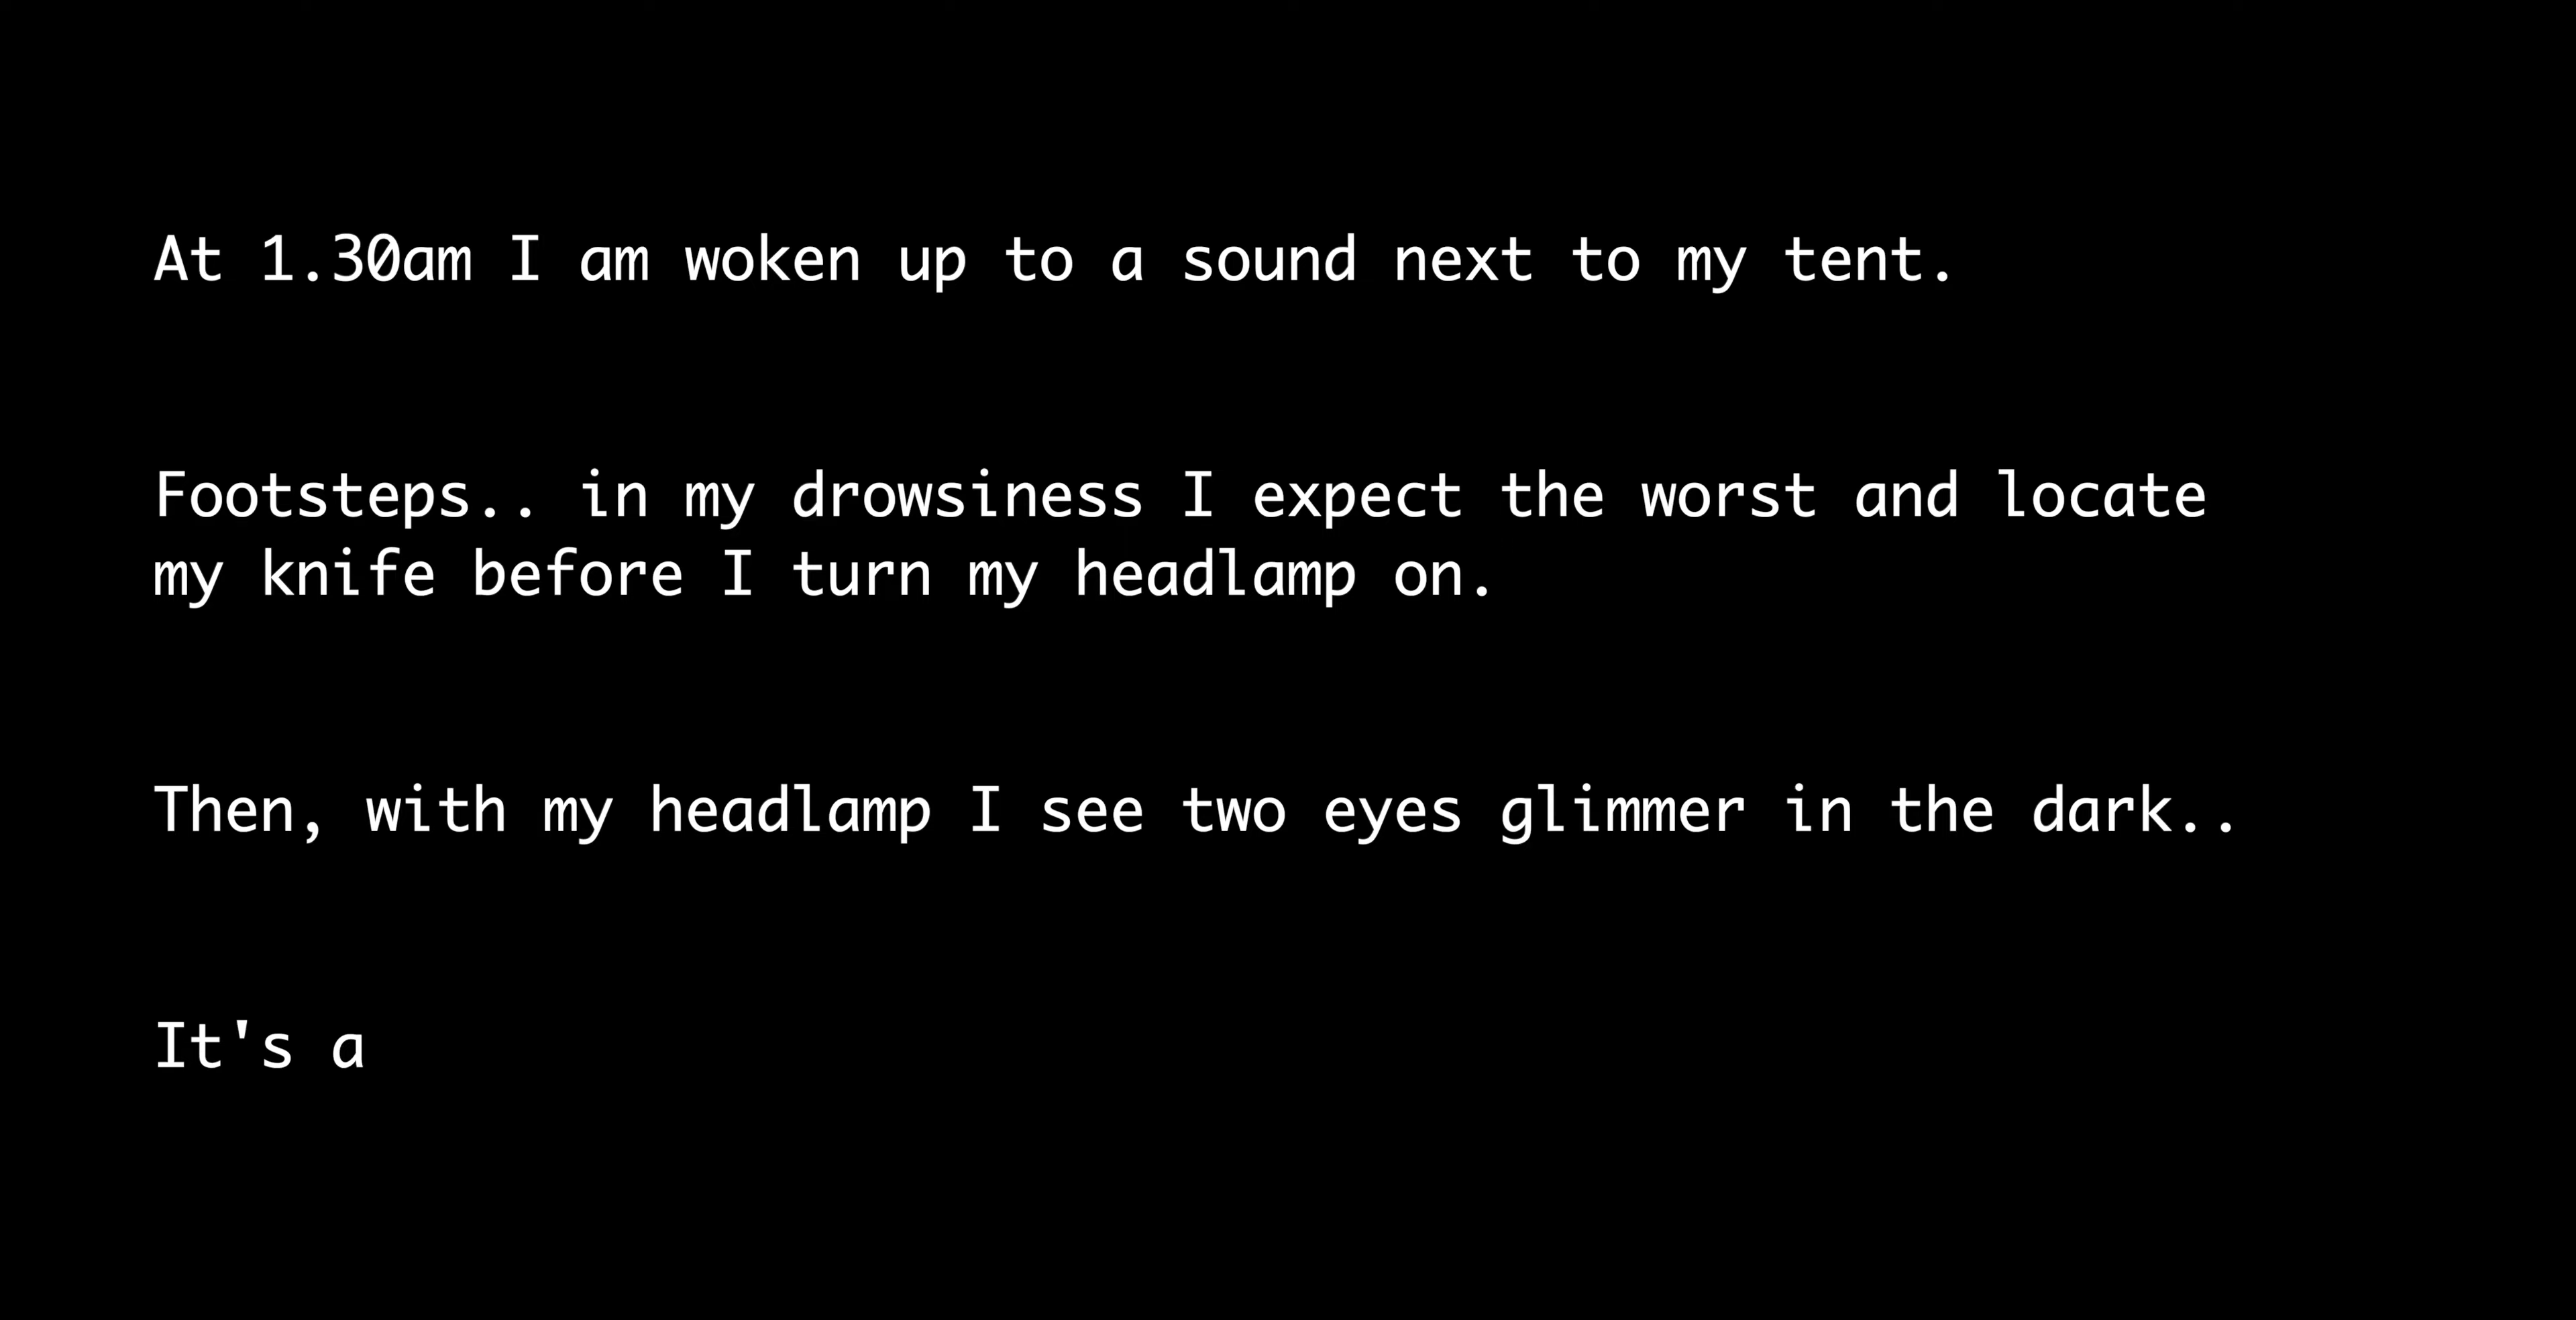 At 1.30am I am woken up to a sound next to my tent.
Footsteps.. in my drowsiness I expect the worst and locate
my knife before I turn my headlamp on.
Then, with my headlamp I see two eyes glimmer in the dark..
It's a